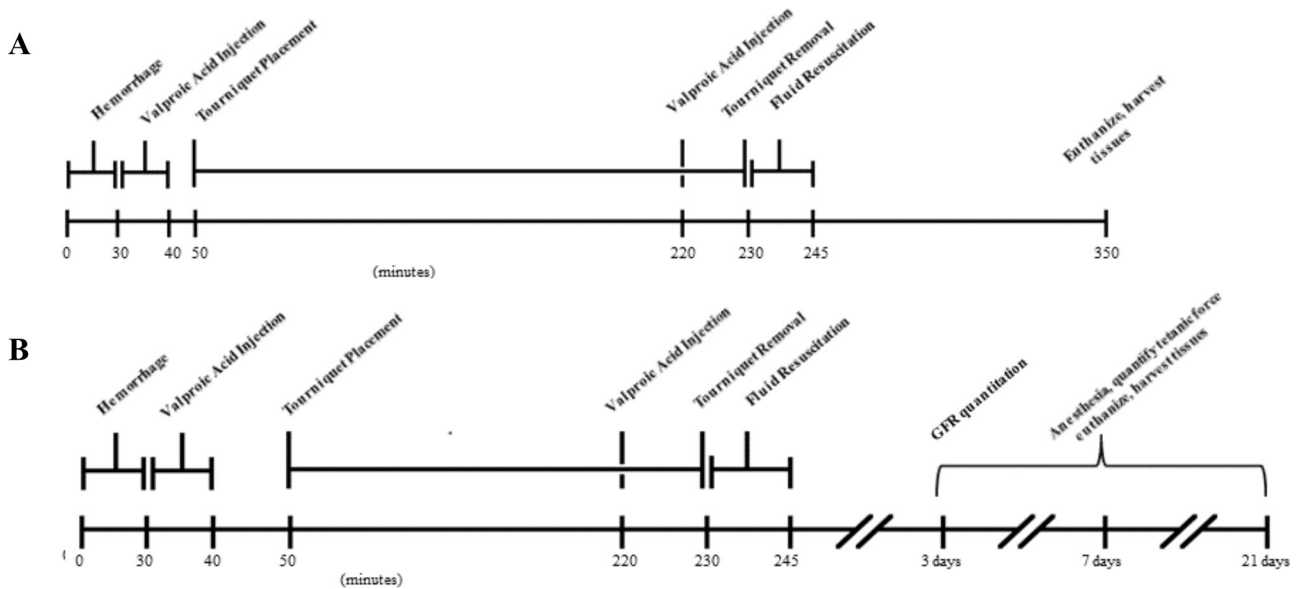 A
Hemorrhage
Valproic Acid Injection
Tourniquet Placement
Valproic Acid Injection
Tourniquet Removal
Fluid Resuscitation
Euthanize, harvest
tissues
0
30
40
50
220
230
245
350
(minutes)
B
Hemorrhage
Valproic Acid Injection
Tourniquet Placement
Valproic Acid Injection
Tourniquet Removal
Fluid Resuscitation
GFR quantitation
Anesthesia, quantify tetanic force
euthanize, harvest tissues
( 0
30
40
50
220
230
245
3 days
7 days
21 days
(minutes)